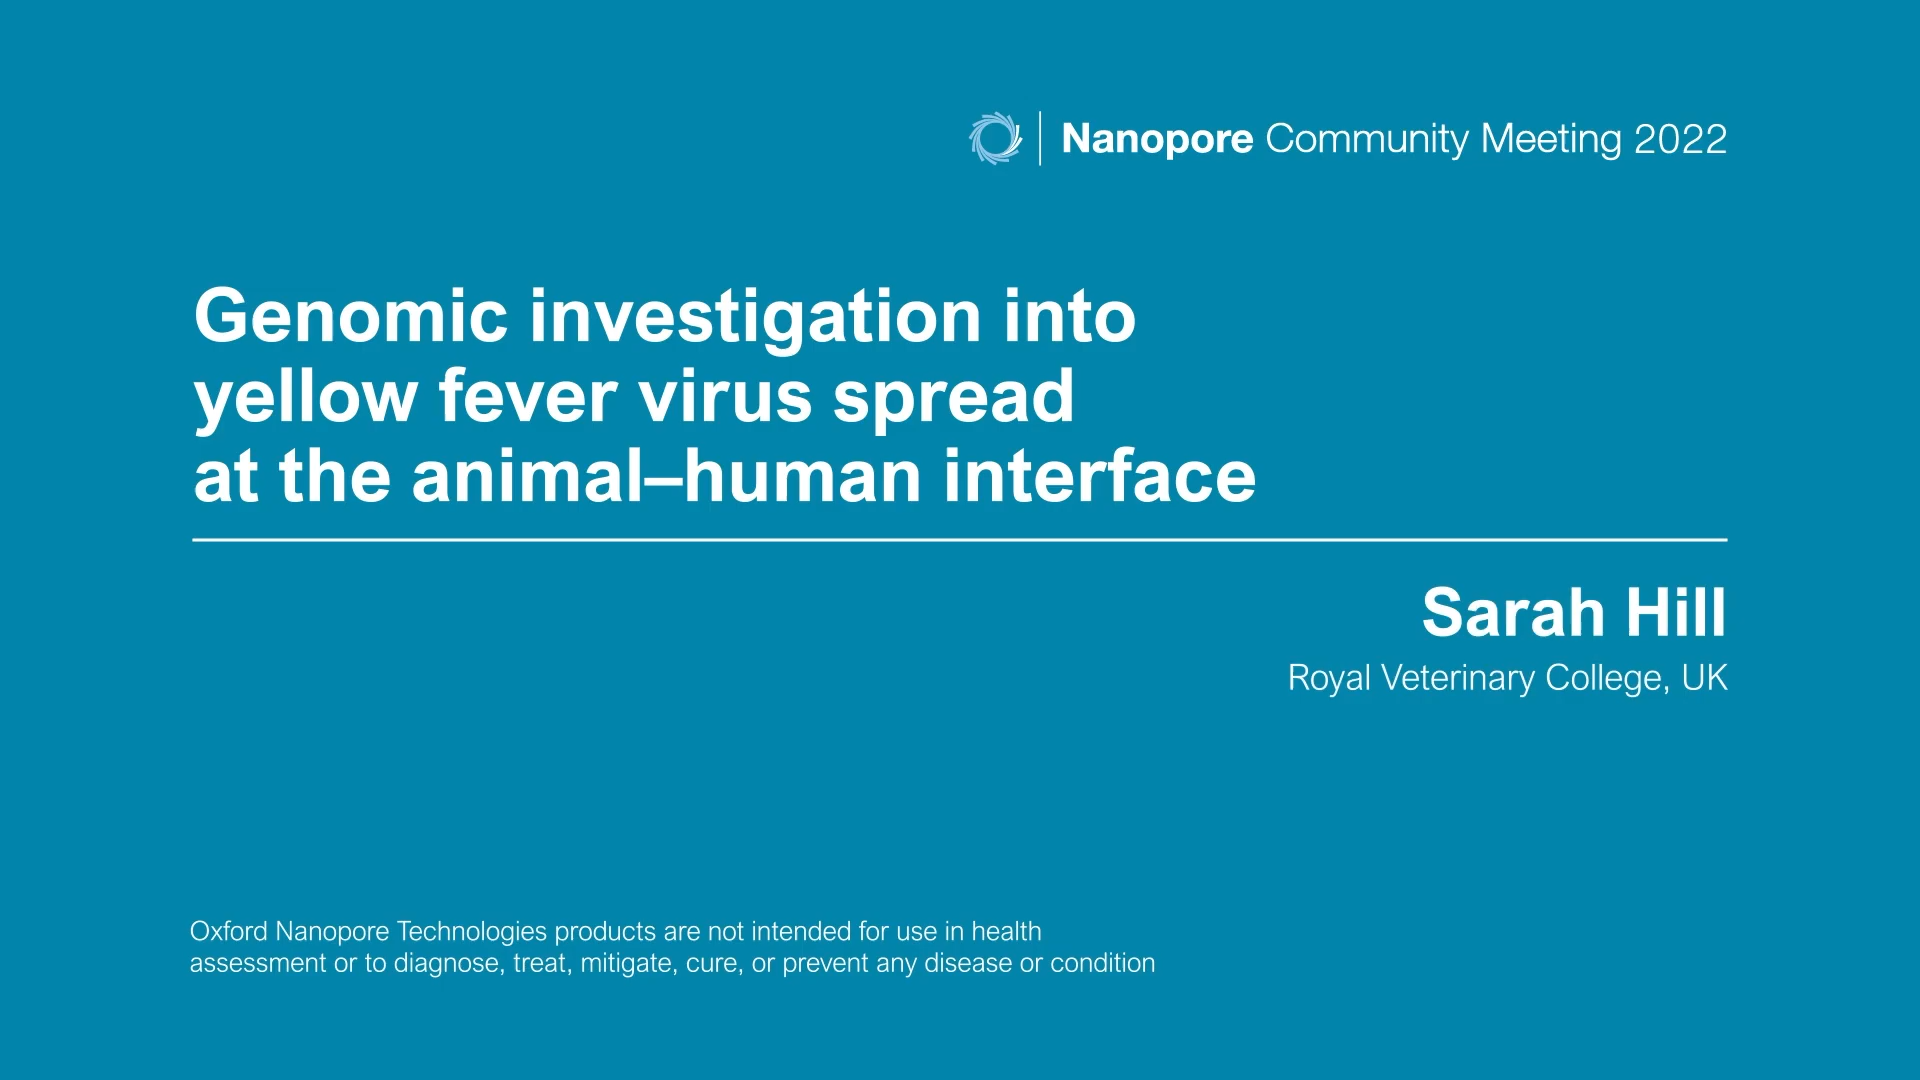 Nanopore Community Meeting 2022
Genomic investigation into
yellow fever virus spread
at the animal–human interface
Sarah Hill
Royal Veterinary College, UK
Oxford Nanopore Technologies products are not intended for use in health
assessment or to diagnose, treat, mitigate, cure, or prevent any disease or condition